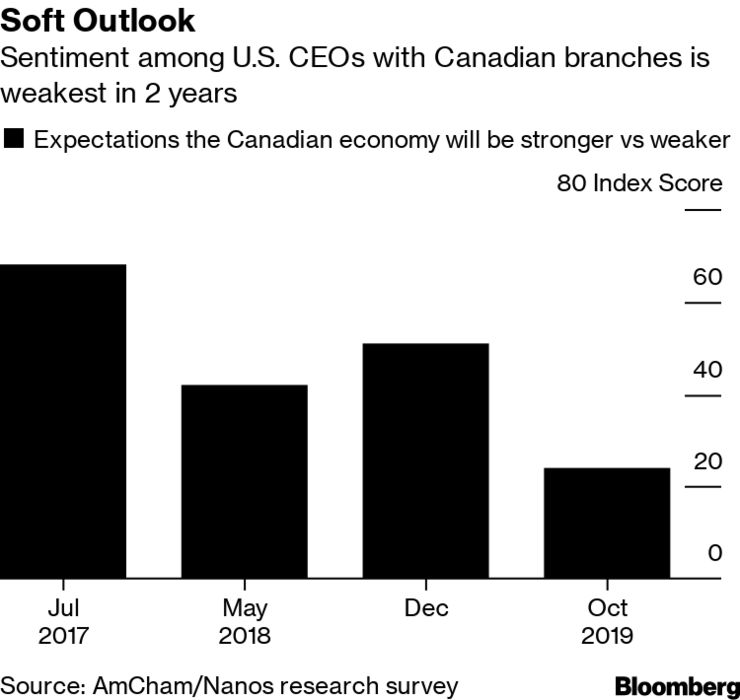 Soft Outlook
Sentiment among U.S. CEOs with Canadian branches is
weakest in 2 years
Expectations the Canadian economy will be stronger vs weaker
80 Index Score
60
40
20
0
Jul
2017
May
2018
Dec
Oct
2019
Source: AmCham/Nanos research survey
Bloomberg